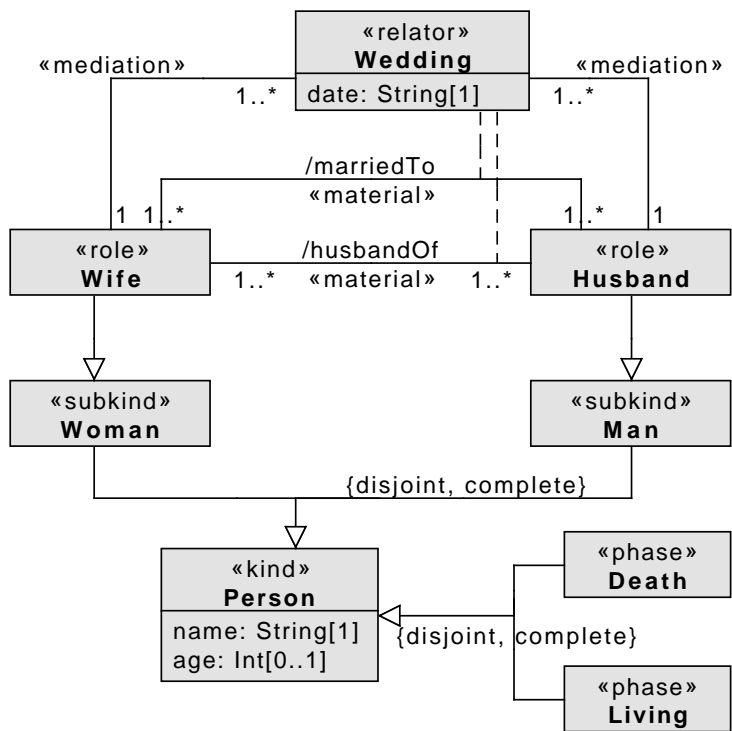 «relator»
Wedding
date: String[1]
«mediation»
«mediation»
1..*
1..*
/marriedTo
«material»
1
1..*
1..*
1
«role»
Wife
/husbandOf
1..*
«material»
1..*
«role»
Husband
«subkind»
Woman
«subkind»
Man
{disjoint, complete}
«kind»
Person
name: String[1]
age: Int[0..1]
{disjoint, complete}
«phase»
Death
«phase»
Living